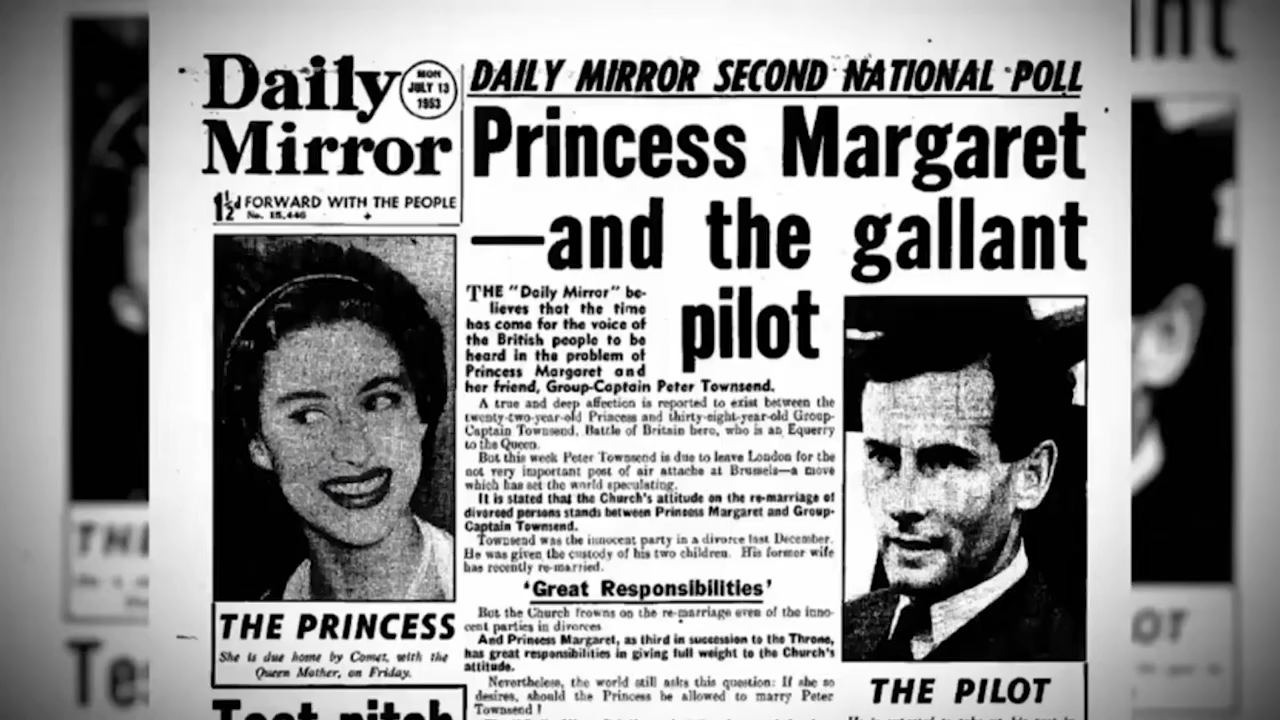 Daily
Mirror
MON
JULY 13
1953
1½d FORWARD WITH THE PEOPLE
No. 15,446
DAILY MIRROR SECOND NATIONAL POLL
Princess Margaret
—and the gallant
pilot
THE "Daily Mirror" be-
lieves that the time
has come for the voice of
the British people to be
heard in the problem of
Princess Margaret and
her friend, Group-Captain Peter Townsend.
A true and deep affection is reported to exist between the
twenty-two-year-old Princess and thirty-eight-year-old Group-
Captain Townsend, Battle of Britain hero, who is an Equerry
to the Queen.
But this week Peter Townsend is due to leave London for the
not very important post of air attache at Brussels—a move
which has set the world speculating.
It is stated that the Church's attitude on the re-marriage of
divorced persons stands between Princess Margaret and Group-
Captain Townsend.
Townsend was the innocent party in a divorce last December.
He was given the custody of his two children. His former wife
has recently re-married.
'Great Responsibilities'
But the Church frowns on the re-marriage even of the inno-
cent parties in divorces
And Princess Margaret, as third in succession to the Throne,
has great responsibilities in giving full weight to the Church's
attitude.
Nevertheless, the world still asks this question: If she so
desires, should the Princess be allowed to marry Peter
Townsend?
THE PRINCESS
She is due home by Comet, with the
Queen Mother, on Friday.
Test pitch
THE PILOT